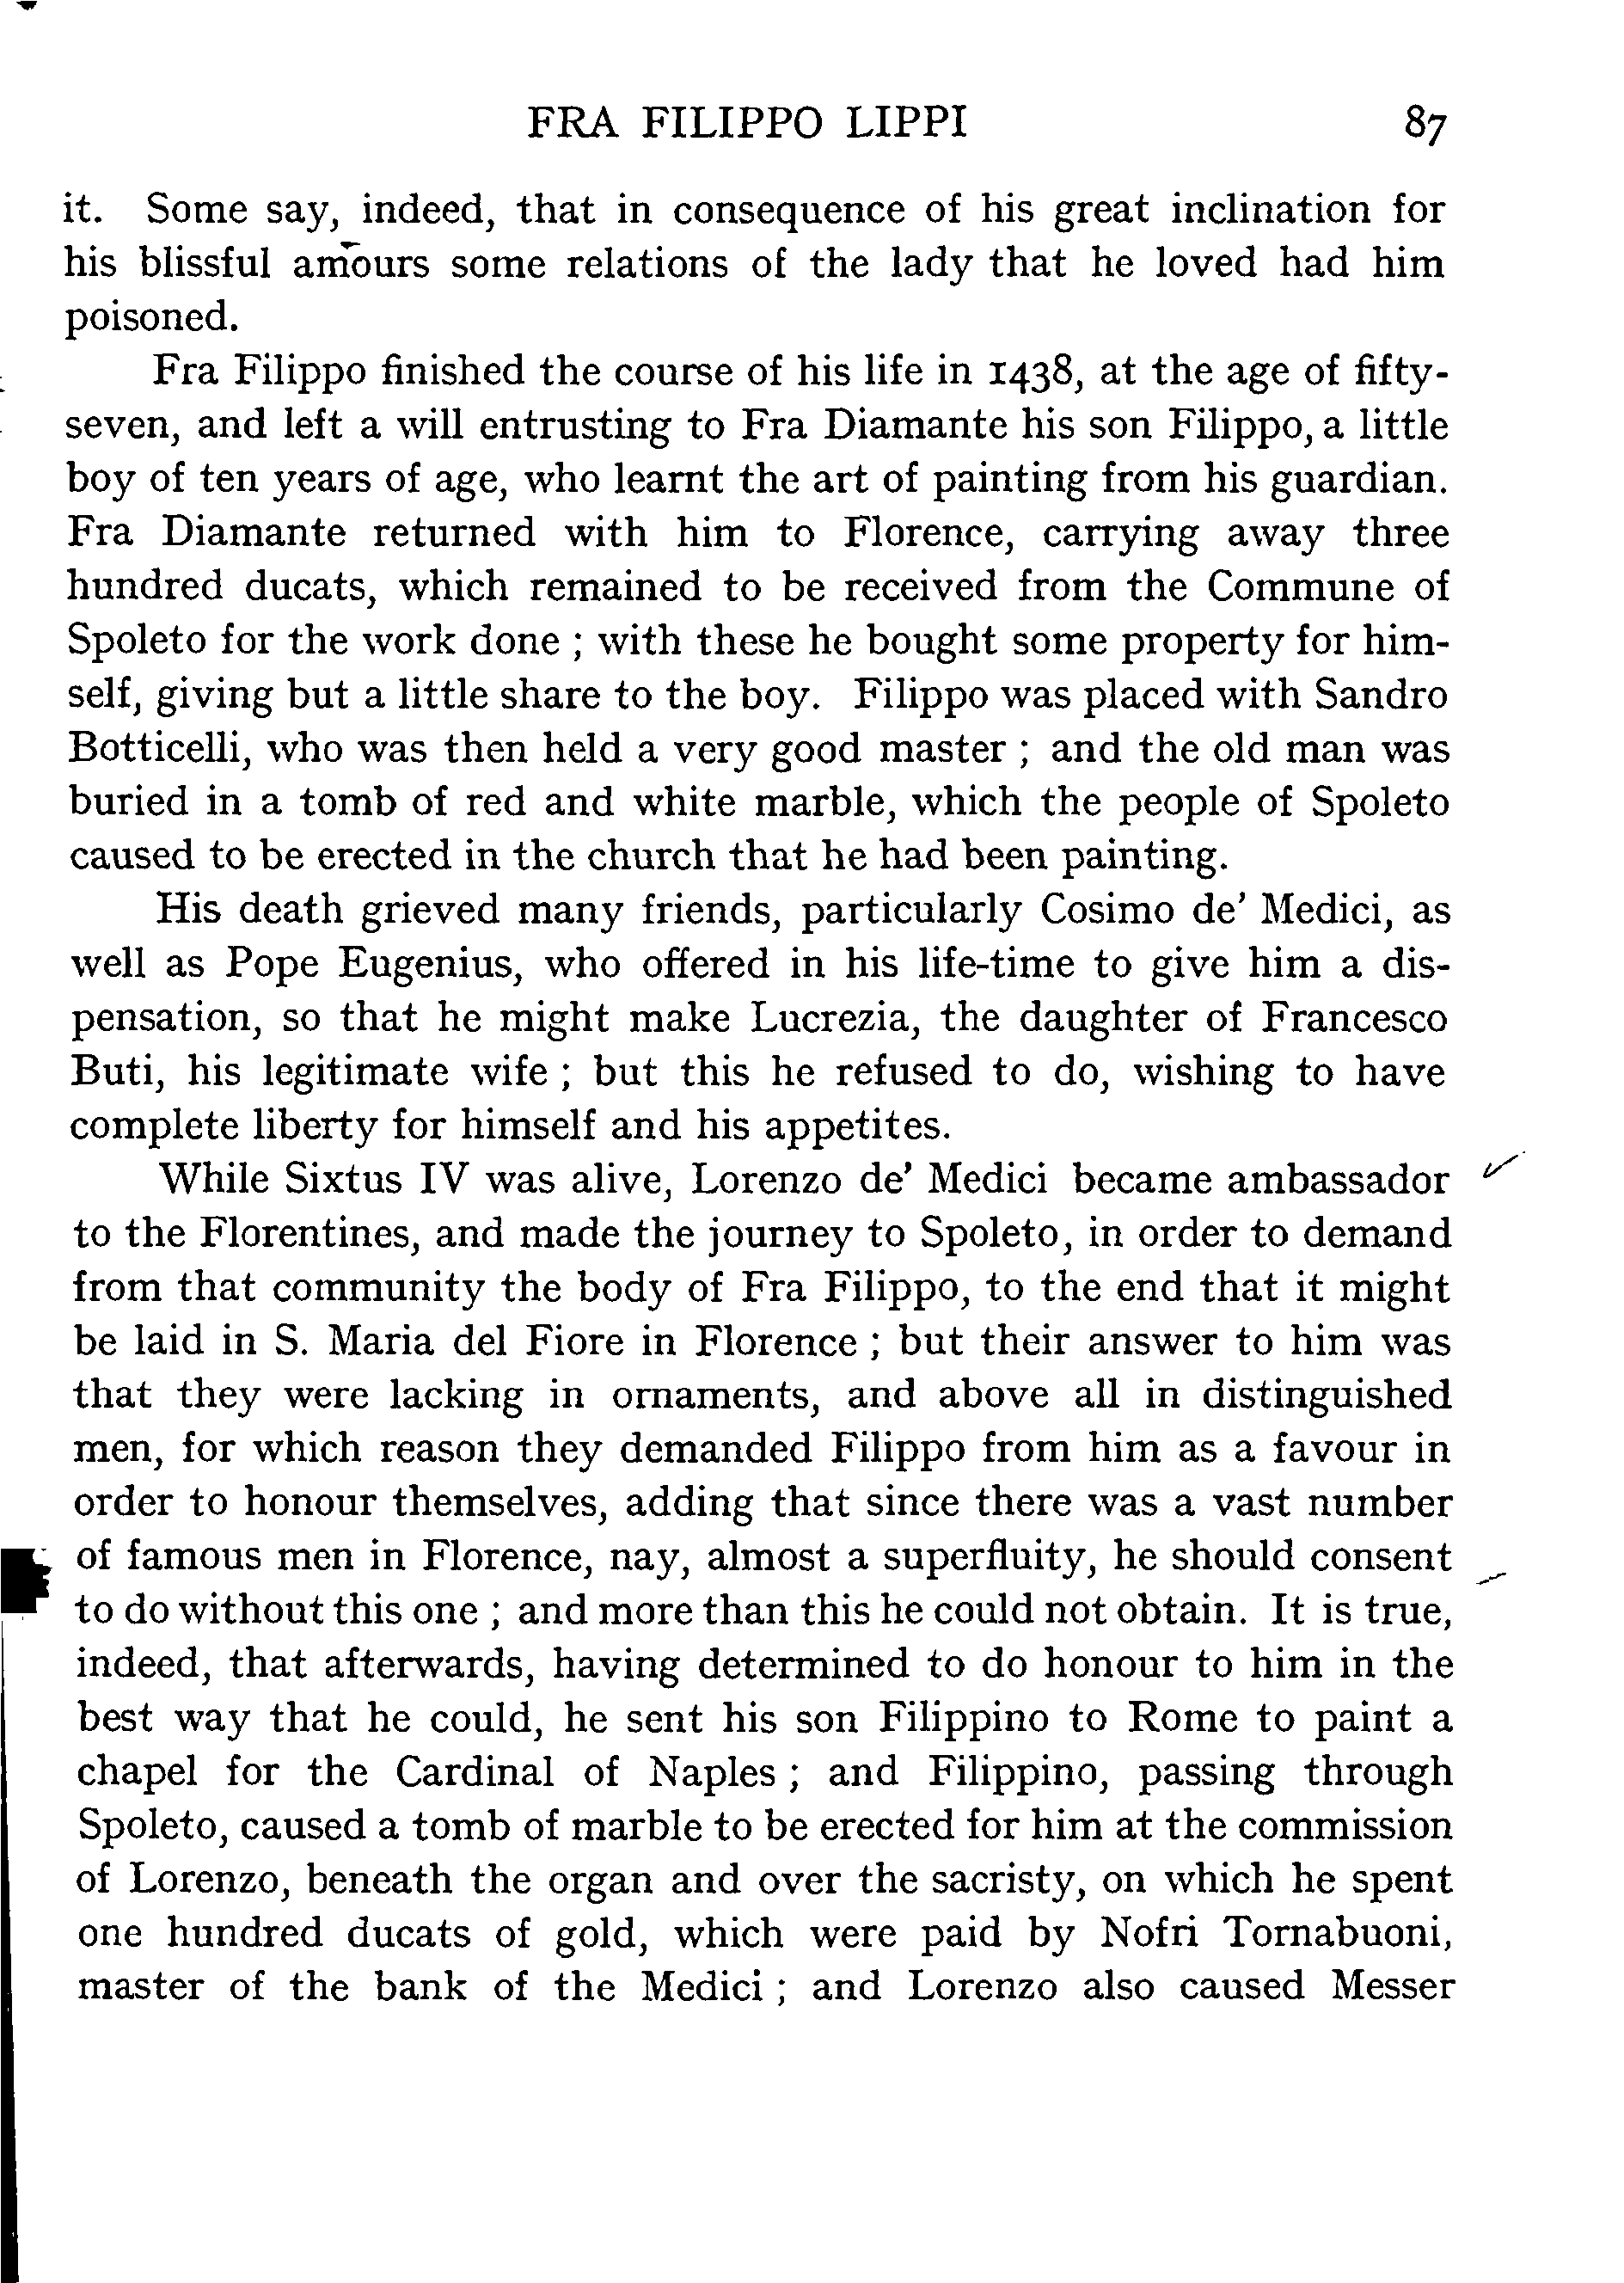 FRA FILIPPO LIPPI 87
it. Some say, indeed, that in consequence of his great inclination for
his blissful amours some relations of the lady that he loved had him
poisoned.
Fra Filippo finished the course of his life in 1438, at the age of fifty-
seven, and left a will entrusting to Fra Diamante his son Filippo, a little
boy of ten years of age, who learnt the art of painting from his guardian.
Fra Diamante returned with him to Florence, carrying away three
hundred ducats, which remained to be received from the Commune of
Spoleto for the work done ; with these he bought some property for him-
self, giving but a little share to the boy. Filippo was placed with Sandro
Botticelli, who was then held a very good master ; and the old man was
buried in a tomb of red and white marble, which the people of Spoleto
caused to be erected in the church that he had been painting.
His death grieved many friends, particularly Cosimo de' Medici, as
well as Pope Eugenius, who offered in his life-time to give him a dis-
pensation, so that he might make Lucrezia, the daughter of Francesco
Buti, his legitimate wife ; but this he refused to do, wishing to have
complete liberty for himself and his appetites.
While Sixtus IV was alive, Lorenzo de' Medici became ambassador
to the Florentines, and made the journey to Spoleto, in order to demand
from that community the body of Fra Filippo, to the end that it might
be laid in S. Maria del Fiore in Florence ; but their answer to him was
that they were lacking in ornaments, and above all in distinguished
men, for which reason they demanded Filippo from him as a favour in
order to honour themselves, adding that since there was a vast number
of famous men in Florence, nay, almost a superfluity, he should consent
to do without this one ; and more than this he could not obtain. It is true,
indeed, that afterwards, having determined to do honour to him in the
best way that he could, he sent his son Filippino to Rome to paint a
chapel for the Cardinal of Naples ; and Filippino, passing through
Spoleto, caused a tomb of marble to be erected for him at the commission
of Lorenzo, beneath the organ and over the sacristy, on which he spent
one hundred ducats of gold, which were paid by Nofri Tornabuoni,
master of the bank of the Medici ; and Lorenzo also caused Messer